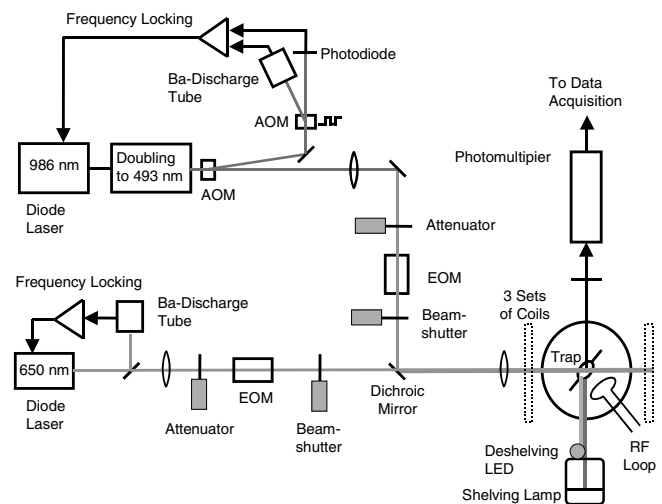 Frequency Locking
Photodiode
Ba-Discharge
Tube
AOM
To Data
Acquisition
Photomultipier
986 nm
Doubling
to 493 nm
AOM
Diode
Laser
Attenuator
EOM
Frequency Locking
Ba-Discharge
Tube
Beam-
shutter
3 Sets
of Coils
Trap
650 nm
Diode
Laser
Attenuator
EOM
Beam-
shutter
Dichroic
Mirror
RF
Loop
Deshelving
LED
Shelving Lamp